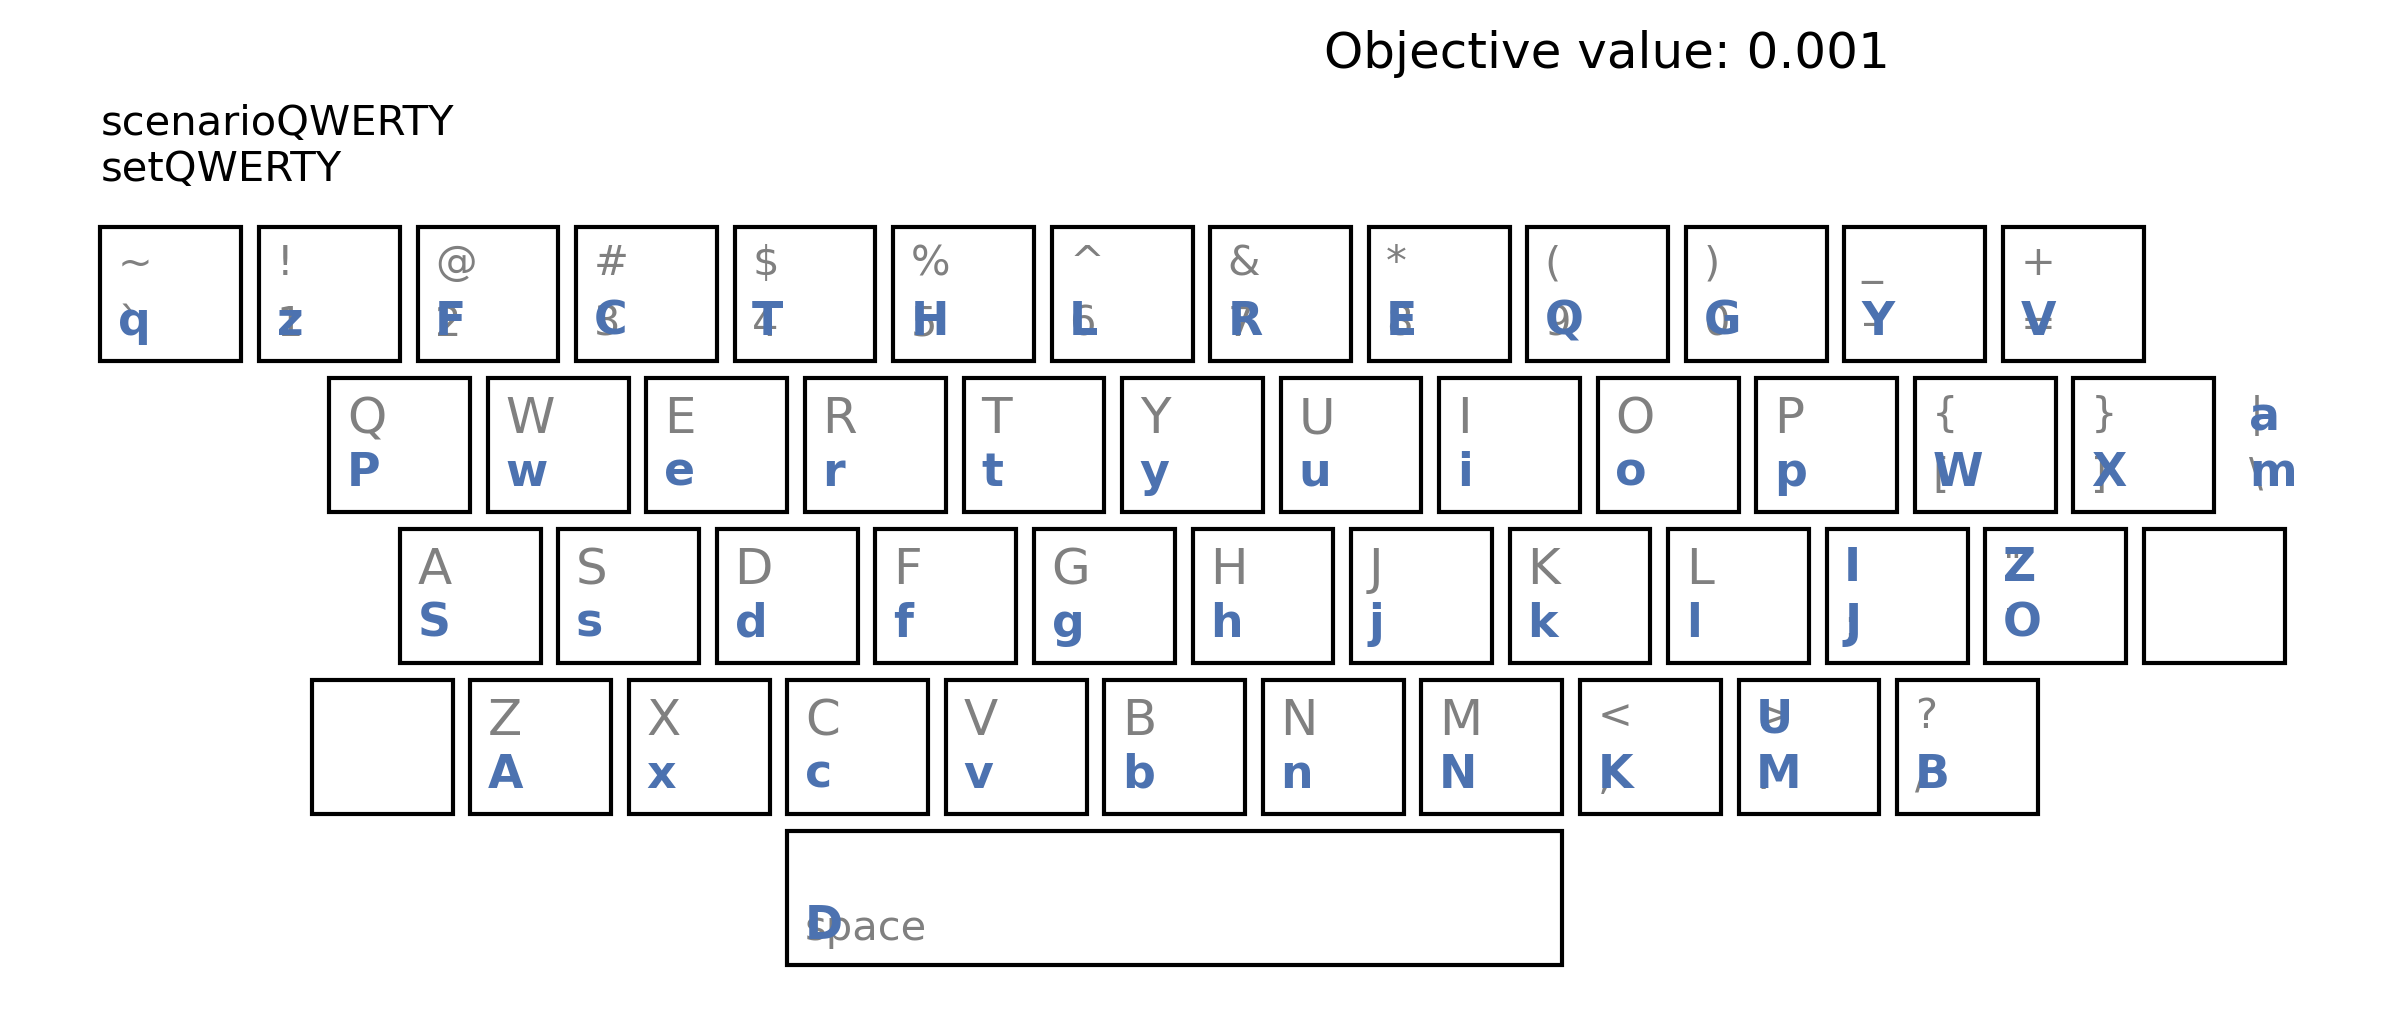 Objective value: 0.001
scenarioQWERTY
setQWERTY
~ ! @ # $ % ^ & * ( ) _ +
q z F C T H L R E Q G Y V
` 1 2 3 4 5 6 7 8 9 0 - =
Q W E R T Y U I O P { } | a
P w e r t y u i o p W X m
[ ] \
A S D F G H J K L I Z
S s d f g h j k l J O
Z X C V B N M < > U ?
A x c v b n N K M B
, . /
D space